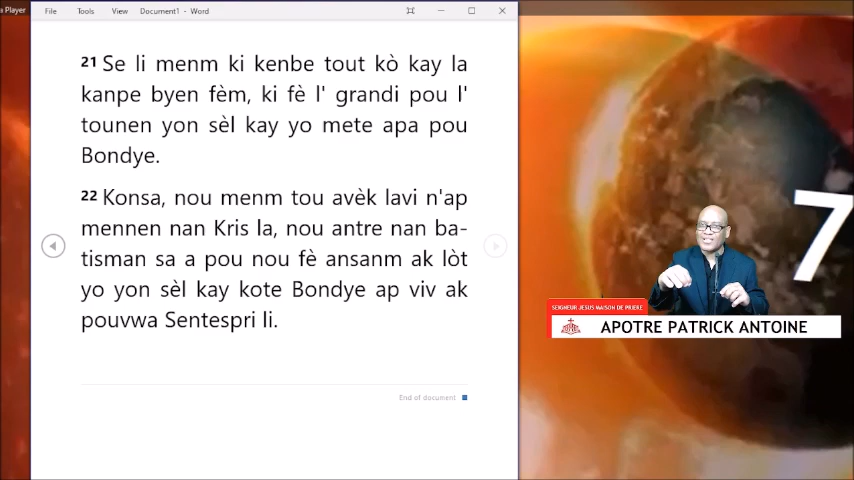 a Player
File Tools View Document1 - Word
21 Se li menm ki kenbe tout kò kay la
kanpe byen fèm, ki fè l' grandi pou l'
tounen yon sèl kay yo mete apa pou
Bondye.
22 Konsa, nou menm tou avèk lavi n'ap
mennen nan Kris la, nou antre nan ba-
tisman sa a pou nou fè ansanm ak lòt
yo yon sèl kay kote Bondye ap viv ak
pouvwa Sentespri li.
End of document
7
SEIGNEUR JESUS MAISON DE PRIERE
APOTRE PATRICK ANTOINE